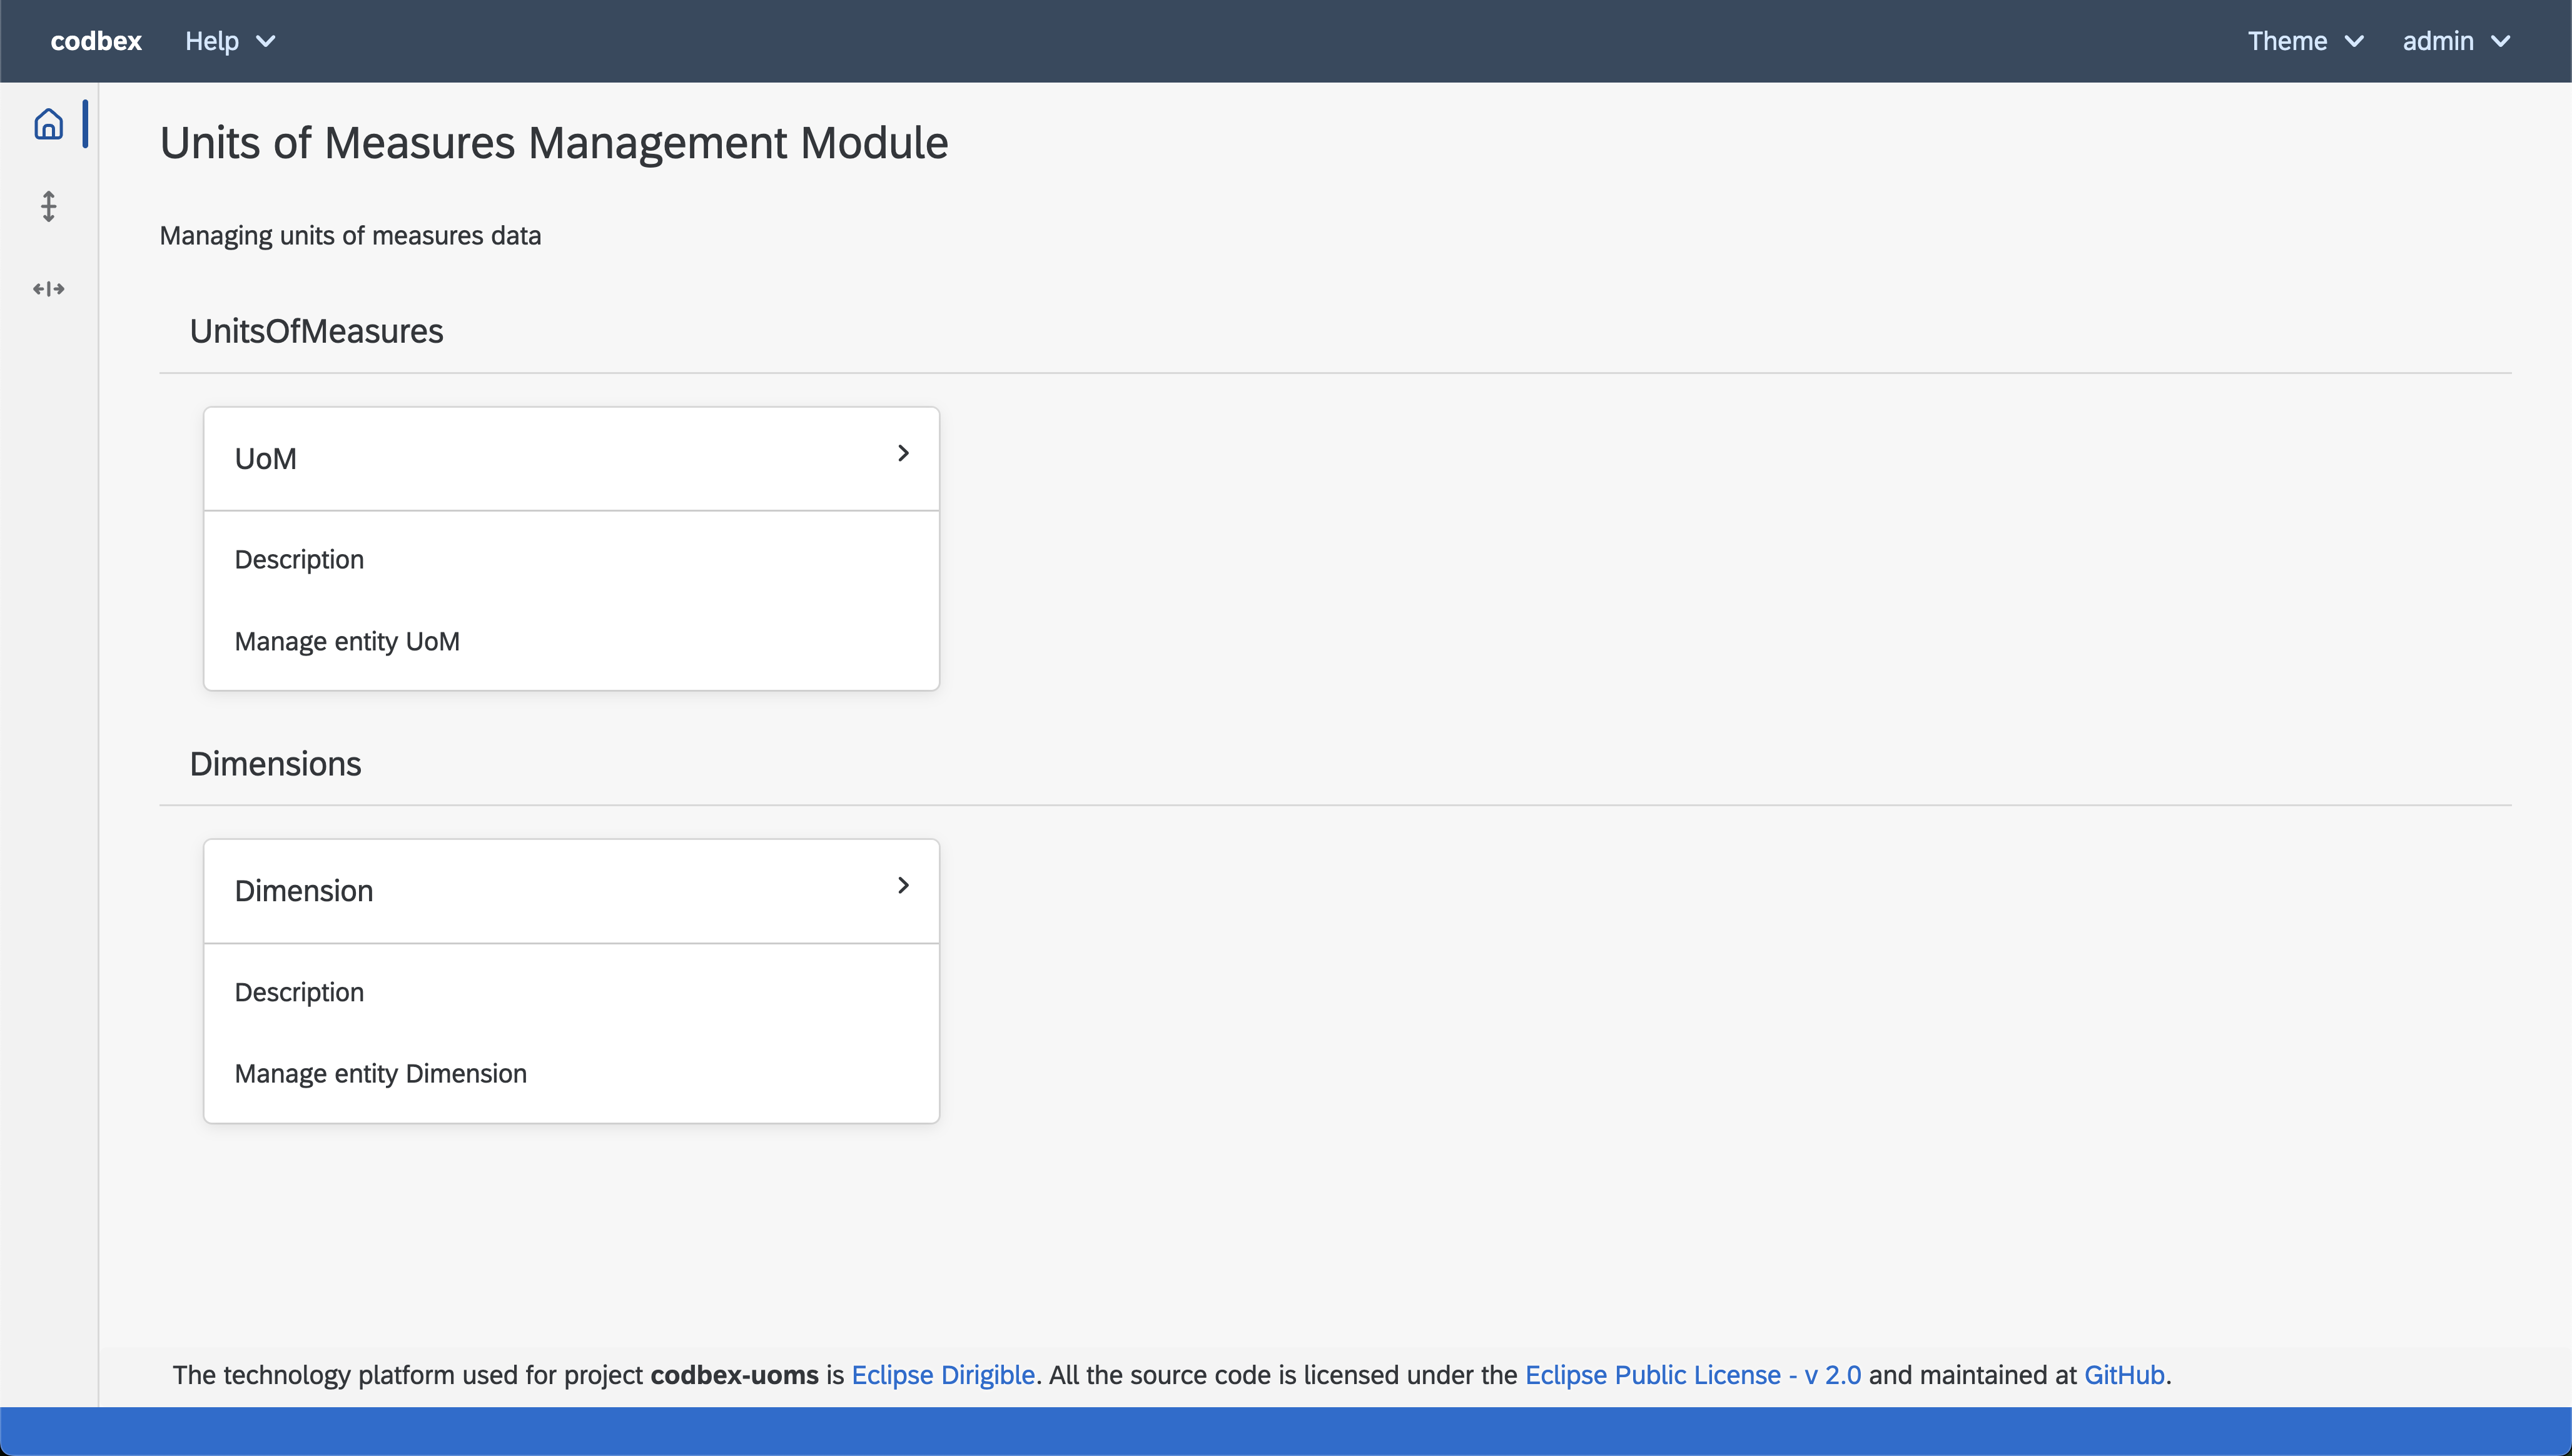 codbex Help Theme admin
Units of Measures Management Module
Managing units of measures data
UnitsOfMeasures
UoM
Description
Manage entity UoM
Dimensions
Dimension
Description
Manage entity Dimension
The technology platform used for project codbex-uoms is Eclipse Dirigible. All the source code is licensed under the Eclipse Public License - v 2.0 and maintained at GitHub.